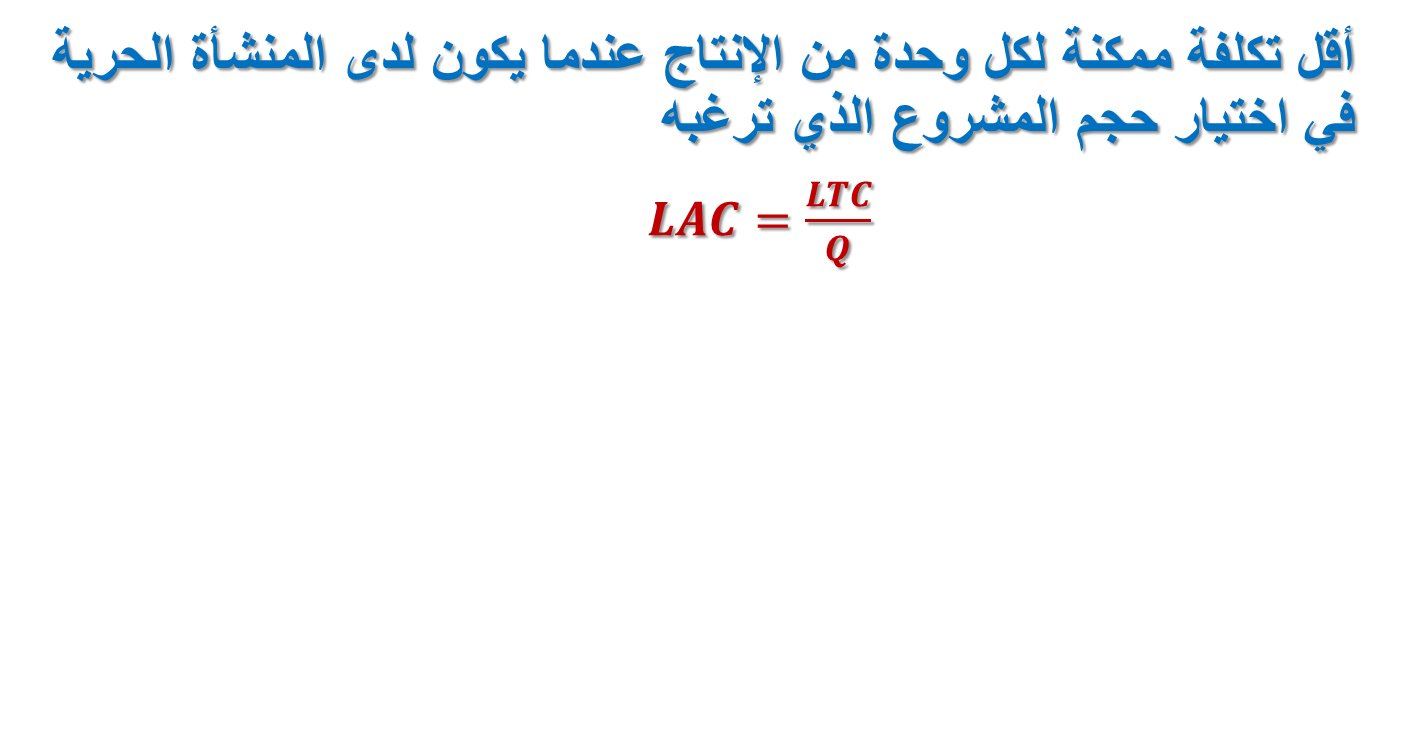 أقل تكلفة ممكنة لكل وحدة من الإنتاج عندما يكون لدى المنشأة الحرية
في اختيار حجم المشروع الذي ترغبه
LAC = LTC / Q